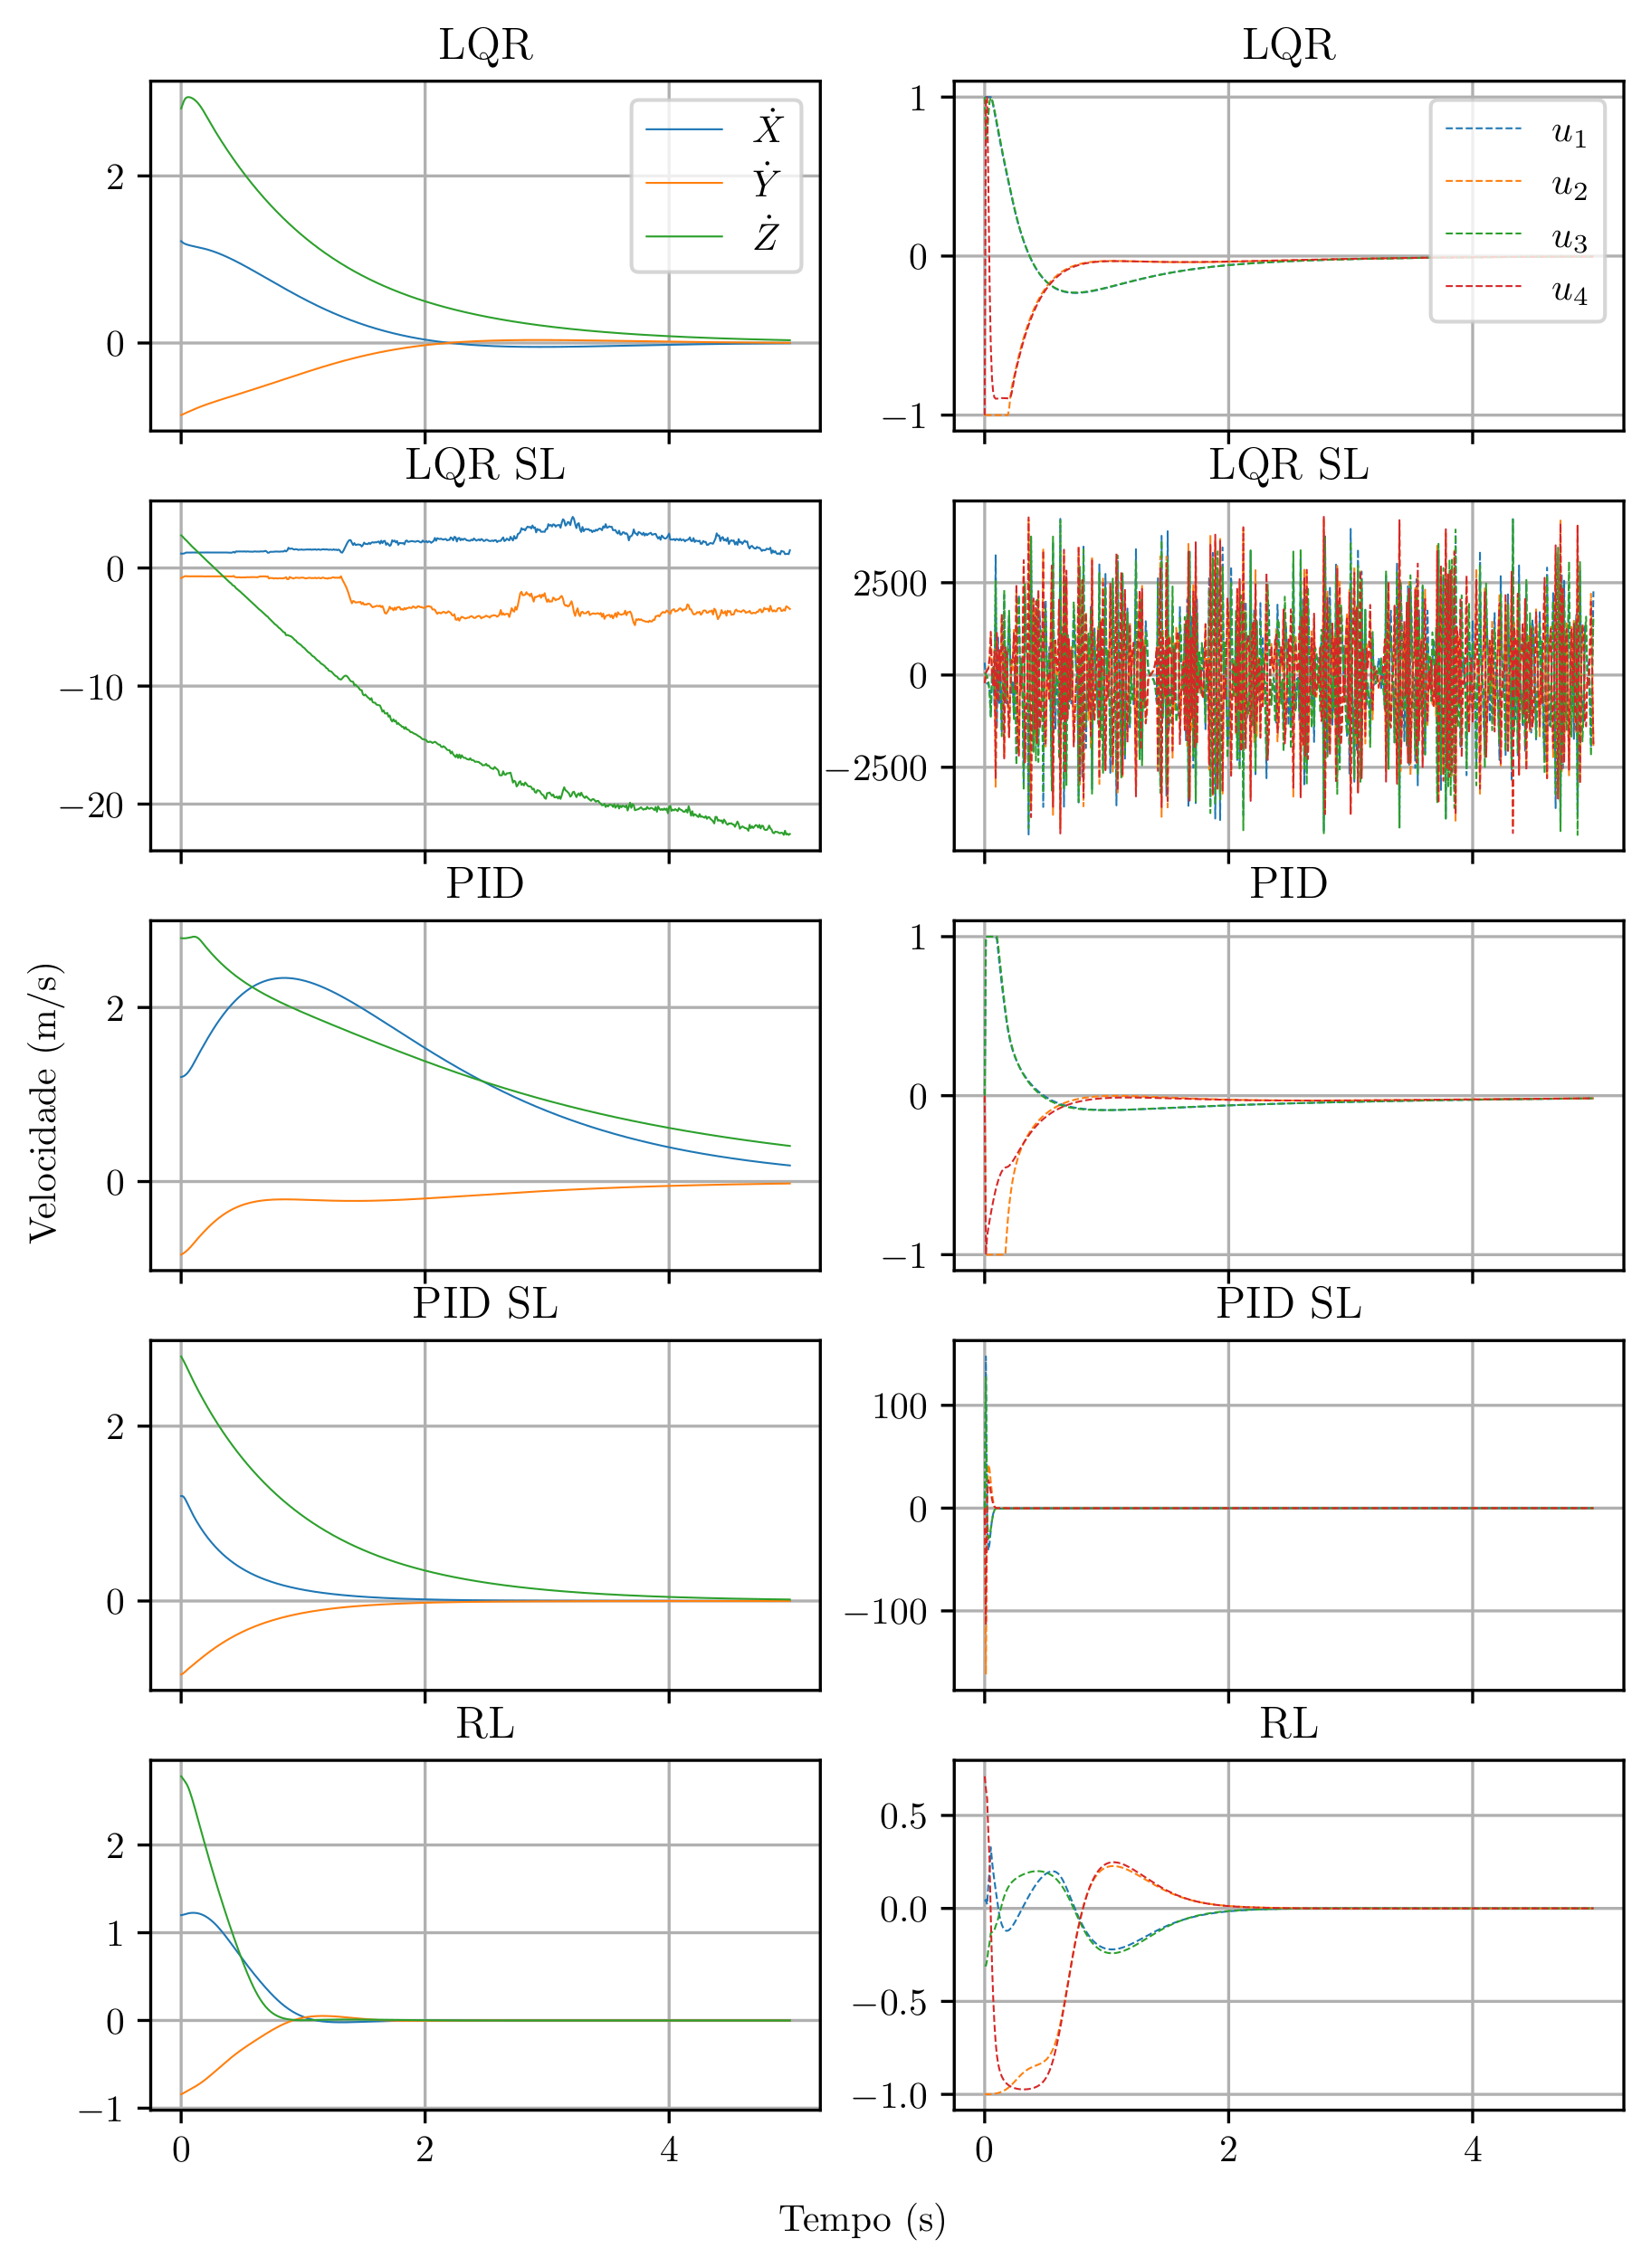 LQR
LQR
2
0
Ẋ
Ẏ
Ż
1
0
−1
u₁
u₂
u₃
u₄
LQR SL
LQR SL
0
−10
−20
2500
0
−2500
PID
PID
2
0
1
0
−1
Velocidade (m/s)
PID SL
PID SL
2
0
100
0
−100
RL
RL
2
1
0
−1
0.5
0.0
−0.5
−1.0
0 2 4
0 2 4
Tempo (s)